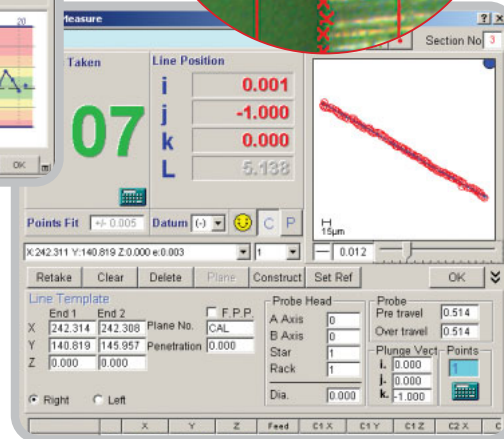 20
OK
Measure
Section No 3
Taken
07
Line Position
i 0.001
j -1.000
k 0.000
L 5.138
15µm
Points Fit +/- 0.005 Datum (-) C P
X:242.311 Y:140.819 Z:0.000 e:0.003 1 0.012
Retake Clear Delete Plane Construct Set Ref OK
Line Template
End 1 End 2 F.P.P.
X 242.314 242.308 Plane No. CAL
Y 140.819 145.957 Penetration 0.000
Z 0.000 0.000
Right Left
Probe Head
A Axis 0
B Axis 0
Star 1
Rack 1
Dia. 0.000
Probe
Pre travel 0.514
Over travel 0.514
Plunge Vect
i. 0.000
j. 0.000
k. -1.000
Points
1
X Y Z Feed C1 X C1 Y C1 Z C2 X